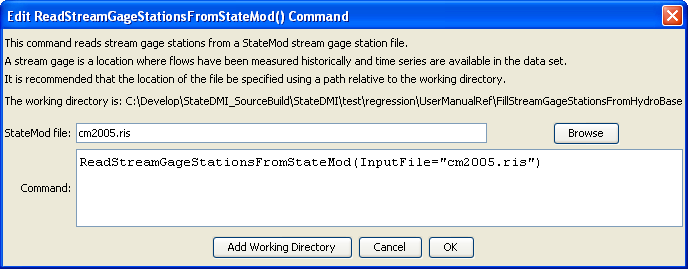 Edit ReadStreamGageStationsFromStateMod() Command
This command reads stream gage stations from a StateMod stream gage station file.
A stream gage is a location where flows have been measured historically and time series are available in the data set.
It is recommended that the location of the file be specified using a path relative to the working directory.
The working directory is: C:\Develop\StateDMI_SourceBuild\StateDMI\test\regression\UserManualRef\FillStreamGageStationsFromHydroBase
StateMod file: cm2005.ris Browse
Command: ReadStreamGageStationsFromStateMod(InputFile="cm2005.ris")
Add Working Directory Cancel OK